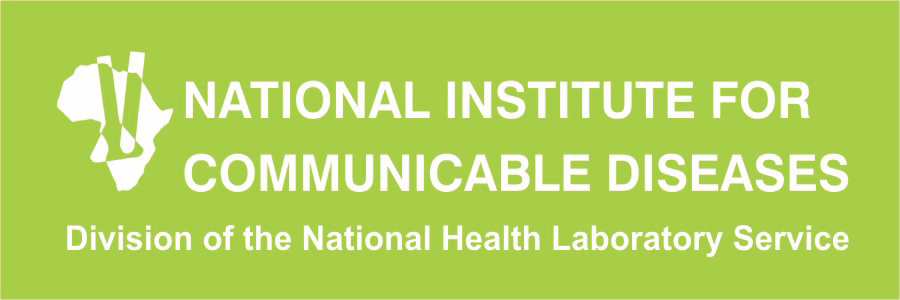 NATIONAL INSTITUTE FOR
COMMUNICABLE DISEASES
Division of the National Health Laboratory Service